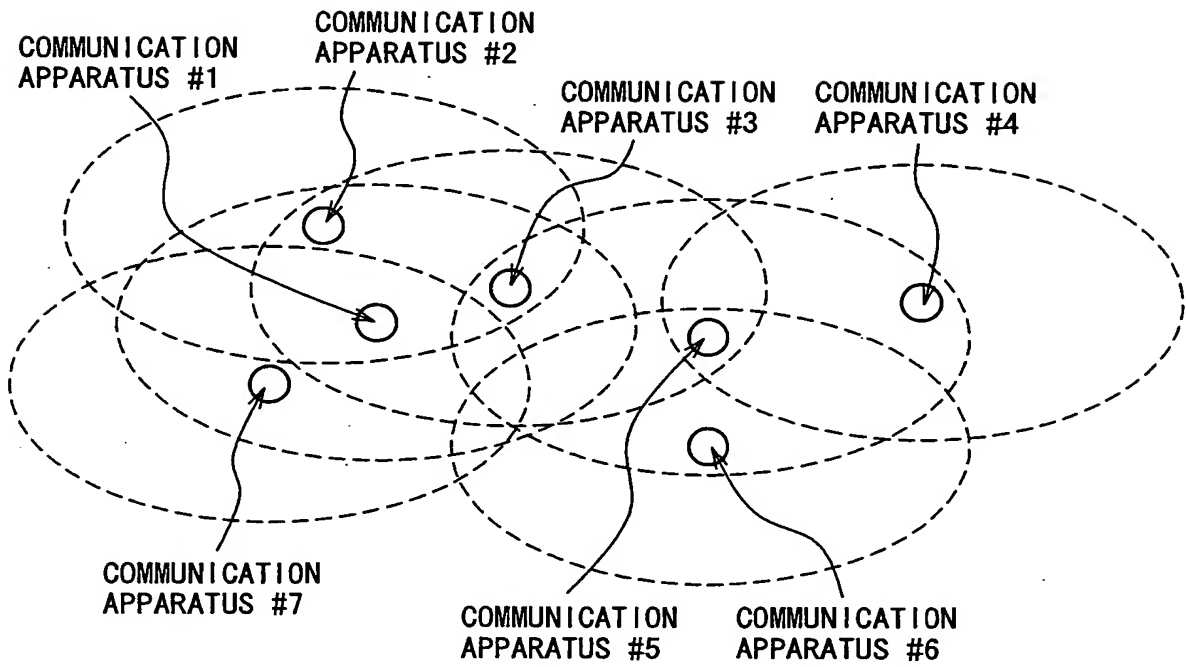 COMMUNICATION
APPARATUS #1
COMMUNICATION
APPARATUS #2
COMMUNICATION
APPARATUS #3
COMMUNICATION
APPARATUS #4
COMMUNICATION
APPARATUS #7
COMMUNICATION
APPARATUS #5
COMMUNICATION
APPARATUS #6